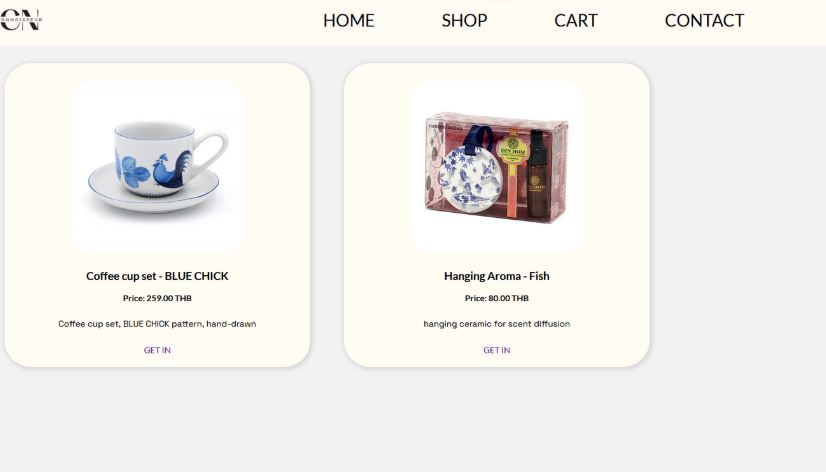 CN
CONNOISSEUR
HOME
SHOP
CART
CONTACT
DIN HOM
Coffee cup set - BLUE CHICK
Price: 259.00 THB
Coffee cup set, BLUE CHICK pattern, hand-drawn
GET IN
Hanging Aroma - Fish
Price: 80.00 THB
hanging ceramic for scent diffusion
GET IN